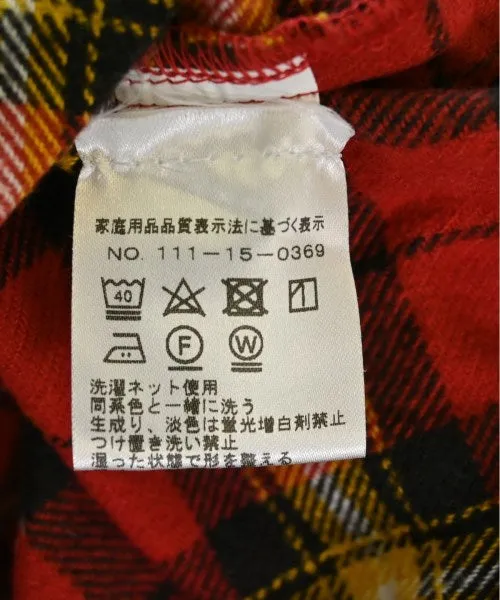 家庭用品品質表示法に基づく表示
NO. 111-15-0369
40
F W
洗濯ネット使用
同系色と一緒に洗う
生成り、淡色は蛍光増白剤禁止
つけ置き洗い禁止
湿った状態で形を整える